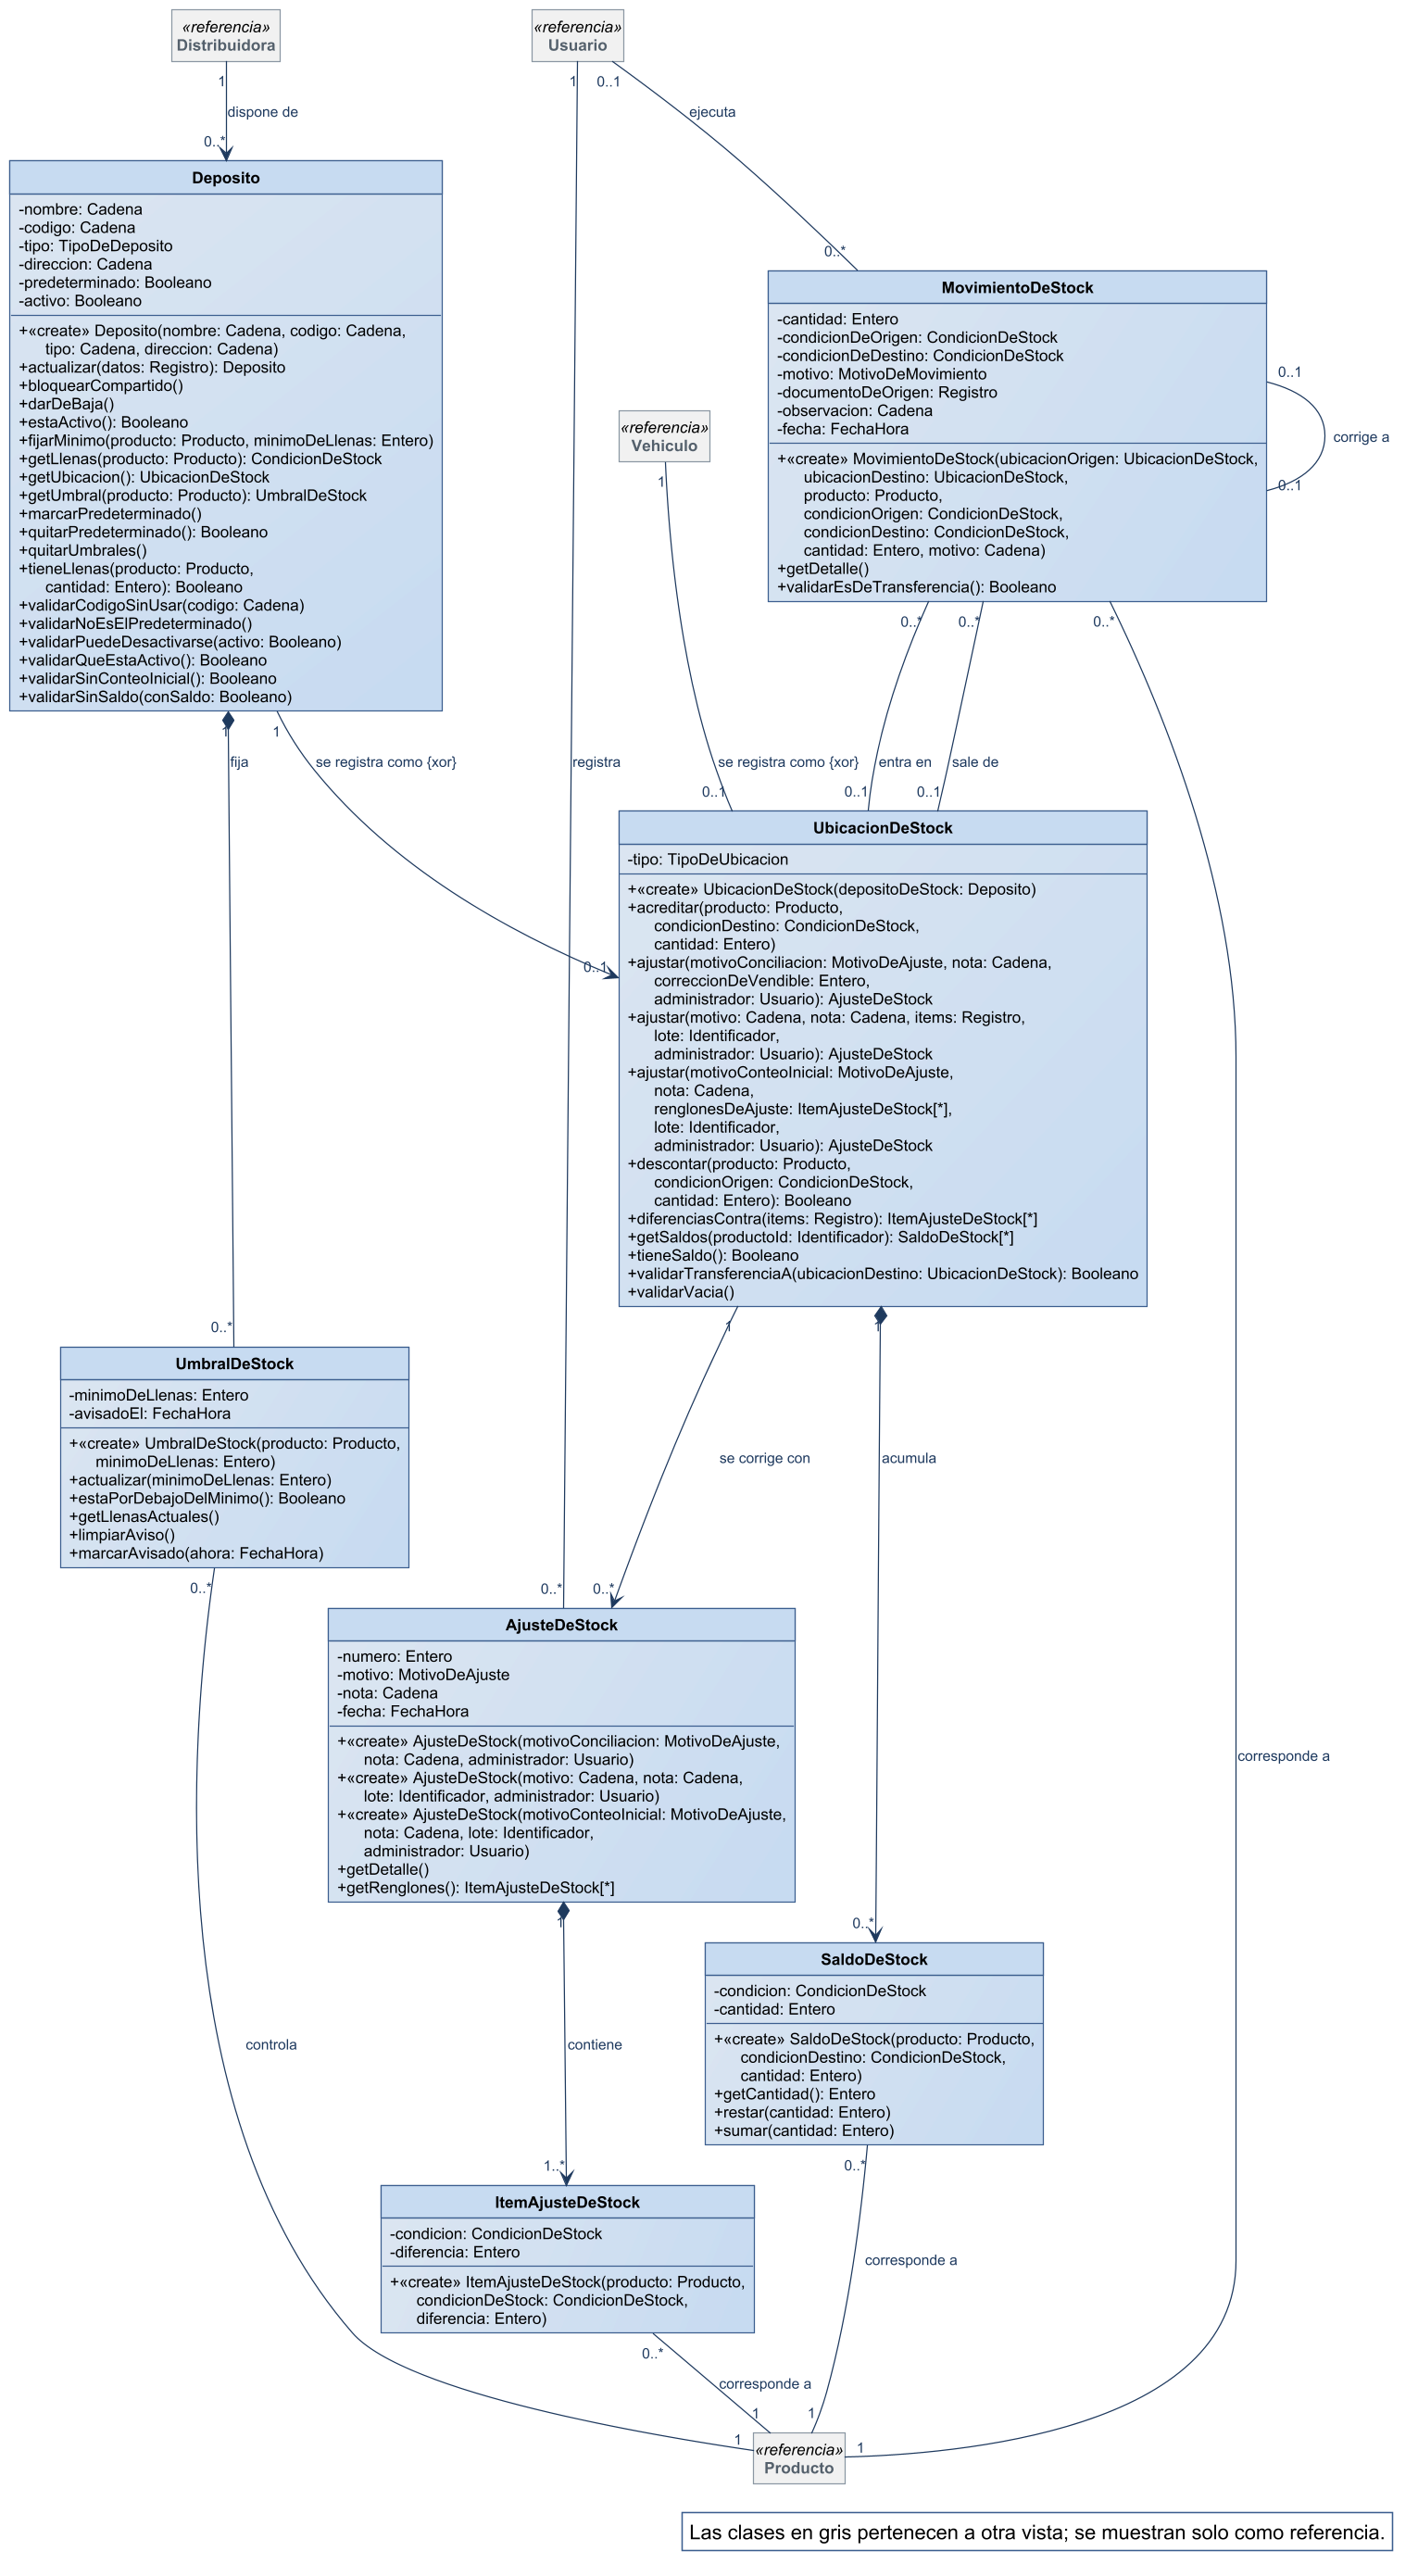 «referencia»
Distribuidora
«referencia»
Usuario
1
1
0..1
dispone de
ejecuta
0..*
0..*
Deposito
-nombre: Cadena
-codigo: Cadena
-tipo: TipoDeDeposito
-direccion: Cadena
-predeterminado: Booleano
-activo: Booleano
+«create» Deposito(nombre: Cadena, codigo: Cadena,
tipo: Cadena, direccion: Cadena)
+actualizar(datos: Registro): Deposito
+bloquearCompartido()
+darDeBaja()
+estaActivo(): Booleano
+fijarMinimo(producto: Producto, minimoDeLlenas: Entero)
+getLlenas(producto: Producto): CondicionDeStock
+getUbicacion(): UbicacionDeStock
+getUmbral(producto: Producto): UmbralDeStock
+marcarPredeterminado()
+quitarPredeterminado(): Booleano
+quitarUmbrales()
+tieneLlenas(producto: Producto,
cantidad: Entero): Booleano
+validarCodigoSinUsar(codigo: Cadena)
+validarNoEsElPredeterminado()
+validarPuedeDesactivarse(activo: Booleano)
+validarQueEstaActivo(): Booleano
+validarSinConteoInicial(): Booleano
+validarSinSaldo(conSaldo: Booleano)
MovimientoDeStock
-cantidad: Entero
-condicionDeOrigen: CondicionDeStock
-condicionDeDestino: CondicionDeStock
-motivo: MotivoDeMovimiento
-documentoDeOrigen: Registro
-observacion: Cadena
-fecha: FechaHora
+«create» MovimientoDeStock(ubicacionOrigen: UbicacionDeStock,
ubicacionDestino: UbicacionDeStock,
producto: Producto,
condicionOrigen: CondicionDeStock,
condicionDestino: CondicionDeStock,
cantidad: Entero, motivo: Cadena)
+getDetalle()
+validarEsDeTransferencia(): Booleano
0..1
corrige a
0..1
«referencia»
Vehiculo
1
0..*
0..*
0..*
1
1
fija
se registra como {xor}
registra
se registra como {xor}
entra en
sale de
0..1
0..1
0..1
0..1
UbicacionDeStock
-tipo: TipoDeUbicacion
+«create» UbicacionDeStock(depositoDeStock: Deposito)
+acreditar(producto: Producto,
condicionDestino: CondicionDeStock,
cantidad: Entero)
+ajustar(motivoConciliacion: MotivoDeAjuste, nota: Cadena,
correccionDeVendible: Entero,
administrador: Usuario): AjusteDeStock
+ajustar(motivo: Cadena, nota: Cadena, items: Registro,
lote: Identificador,
administrador: Usuario): AjusteDeStock
+ajustar(motivoConteoInicial: MotivoDeAjuste,
nota: Cadena,
renglonesDeAjuste: ItemAjusteDeStock[*],
lote: Identificador,
administrador: Usuario): AjusteDeStock
+descontar(producto: Producto,
condicionOrigen: CondicionDeStock,
cantidad: Entero): Booleano
+diferenciasContra(items: Registro): ItemAjusteDeStock[*]
+getSaldos(productoId: Identificador): SaldoDeStock[*]
+tieneSaldo(): Booleano
+validarTransferenciaA(ubicacionDestino: UbicacionDeStock): Booleano
+validarVacia()
0..*
1
1
UmbralDeStock
-minimoDeLlenas: Entero
-avisadoEl: FechaHora
+«create» UmbralDeStock(producto: Producto,
minimoDeLlenas: Entero)
+actualizar(minimoDeLlenas: Entero)
+estaPorDebajoDelMinimo(): Booleano
+getLlenasActuales()
+limpiarAviso()
+marcarAvisado(ahora: FechaHora)
se corrige con
acumula
0..*
0..*
0..*
AjusteDeStock
-numero: Entero
-motivo: MotivoDeAjuste
-nota: Cadena
-fecha: FechaHora
+«create» AjusteDeStock(motivoConciliacion: MotivoDeAjuste,
nota: Cadena, administrador: Usuario)
+«create» AjusteDeStock(motivo: Cadena, nota: Cadena,
lote: Identificador, administrador: Usuario)
+«create» AjusteDeStock(motivoConteoInicial: MotivoDeAjuste,
nota: Cadena, lote: Identificador,
administrador: Usuario)
+getDetalle()
+getRenglones(): ItemAjusteDeStock[*]
corresponde a
1
0..*
SaldoDeStock
-condicion: CondicionDeStock
-cantidad: Entero
+«create» SaldoDeStock(producto: Producto,
condicionDestino: CondicionDeStock,
cantidad: Entero)
+getCantidad(): Entero
+restar(cantidad: Entero)
+sumar(cantidad: Entero)
controla
contiene
1..*
0..*
ItemAjusteDeStock
-condicion: CondicionDeStock
-diferencia: Entero
+«create» ItemAjusteDeStock(producto: Producto,
condicionDeStock: CondicionDeStock,
diferencia: Entero)
corresponde a
0..*
corresponde a
1
1
1
1
«referencia»
Producto
Las clases en gris pertenecen a otra vista; se muestran solo como referencia.